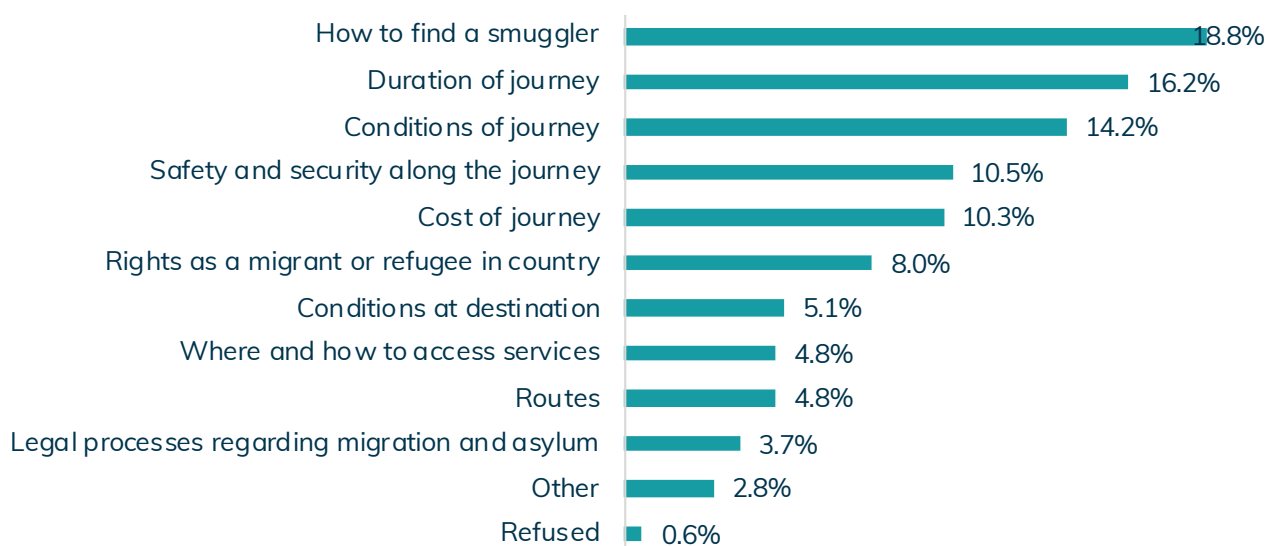 How to find a smuggler 18.8%
Duration of journey 16.2%
Conditions of journey 14.2%
Safety and security along the journey 10.5%
Cost of journey 10.3%
Rights as a migrant or refugee in country 8.0%
Conditions at destination 5.1%
Where and how to access services 4.8%
Routes 4.8%
Legal processes regarding migration and asylum 3.7%
Other 2.8%
Refused 0.6%